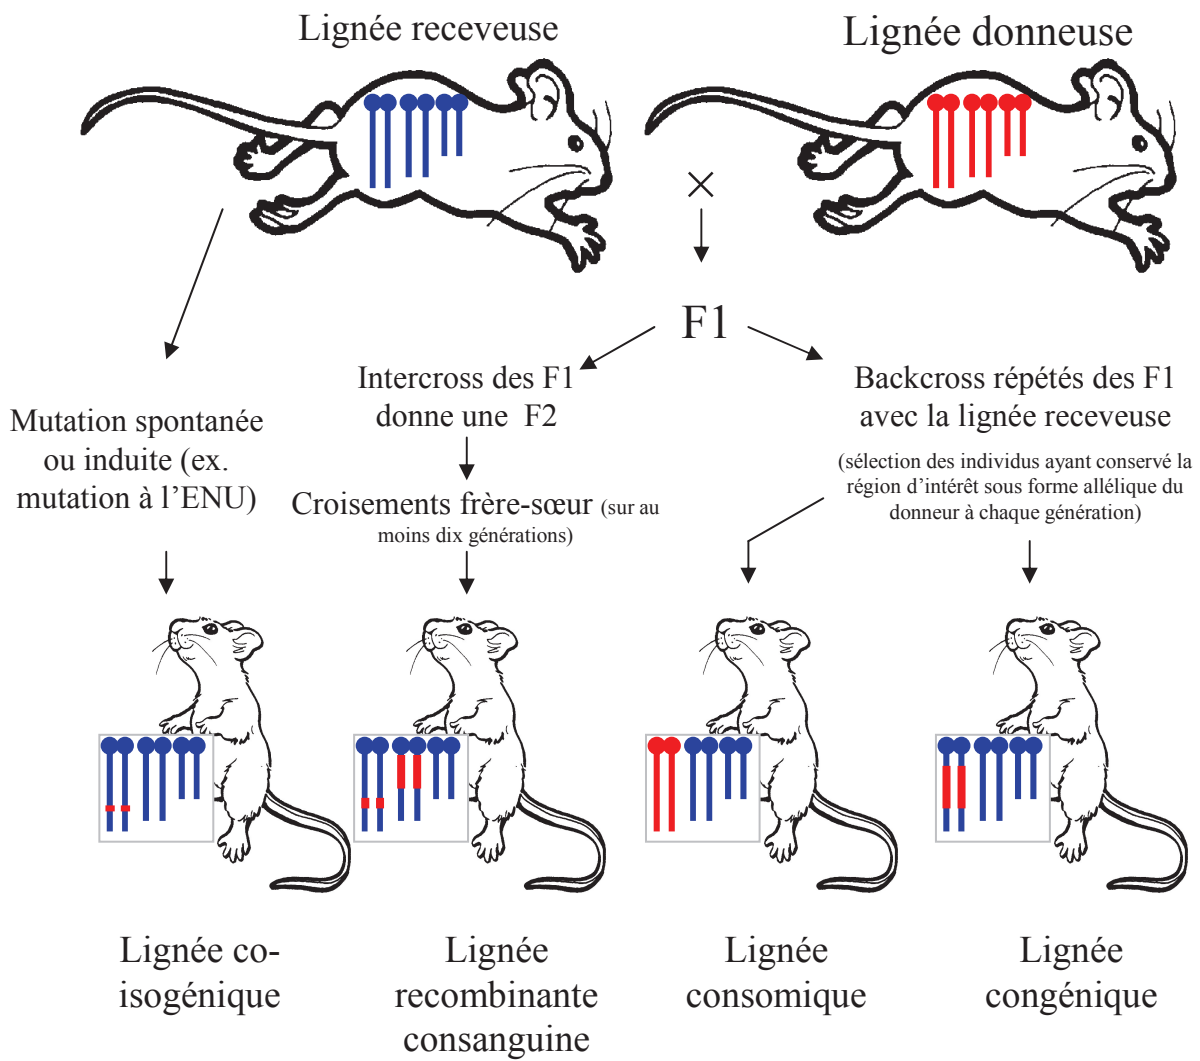 Lignée receveuse
Lignée donneuse
×
F1
Mutation spontanée
ou induite (ex.
mutation à l’ENU)
Intercross des F1
donne une F2
Croisements frère-sœur (sur au
moins dix générations)
Backcross répétés des F1
avec la lignée receveuse
(sélection des individus ayant conservé la
région d’intérêt sous forme allélique du
donneur à chaque génération)
Lignée co-
isogénique
Lignée
recombinante
consanguine
Lignée
consomique
Lignée
congénique